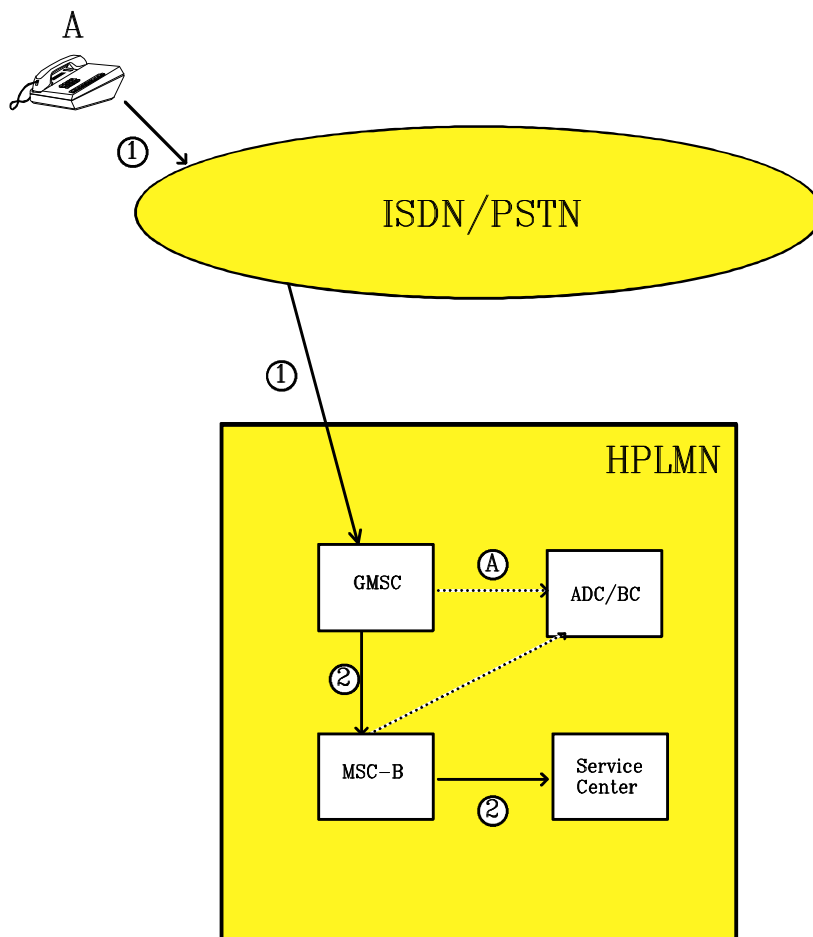 A
1
ISDN/PSTN
1
HPLMN
A
GMSC
ADC/BC
2
MSC-B
Service
Center
2